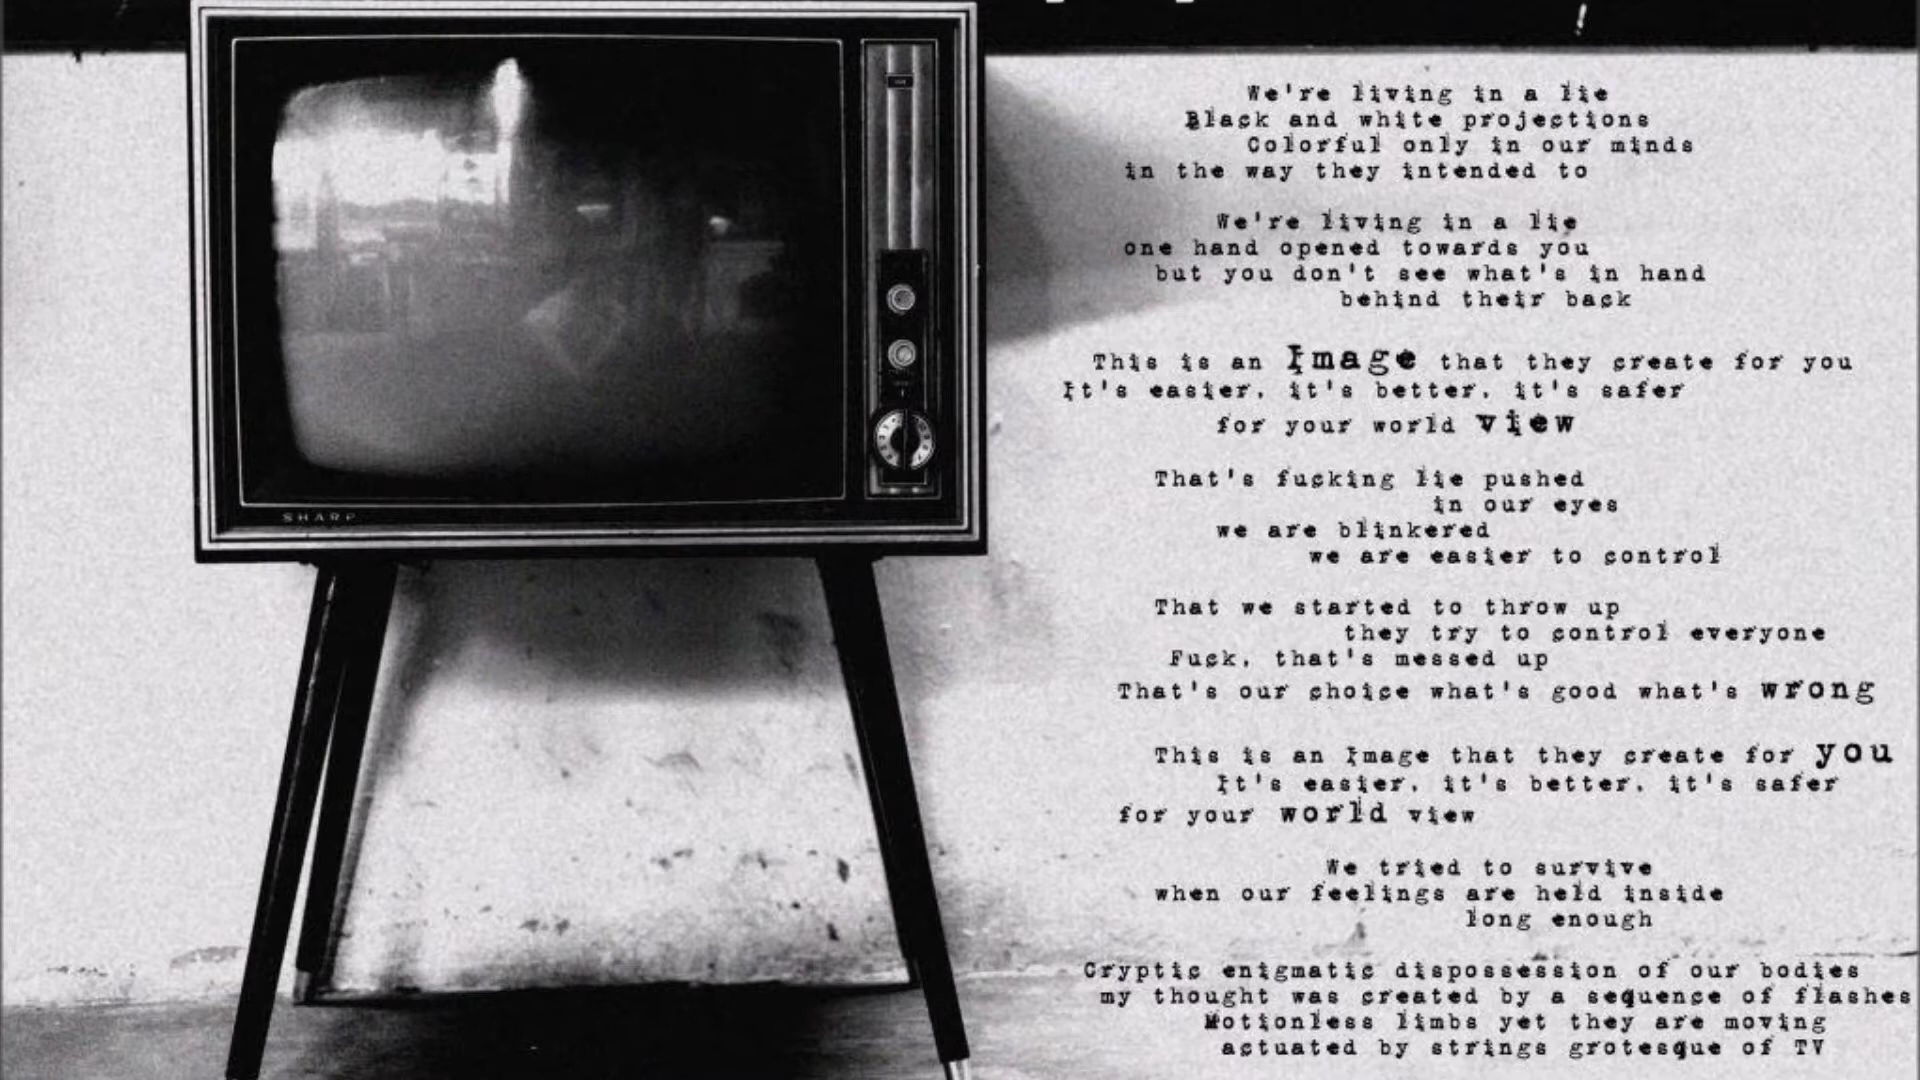 SHARP
We're living in a lie
Black and white projections
Colorful only in our minds
in the way they intended to
We're living in a lie
one hand opened towards you
but you don't see what's in hand
behind their back
This is an Image that they create for you
It's easier, it's better, it's safer
for your world view
That's fucking lie pushed
in our eyes
we are blinkered
we are easier to control
That we started to throw up
they try to control everyone
Fuck, that's messed up
That's our choice what's good what's wrong
This is an Image that they create for you
It's easier, it's better, it's safer
for your world view
We tried to survive
when our feelings are held inside
long enough
Cryptic enigmatic dispossession of our bodies
my thought was created by a sequence of flashes
Motionless limbs yet they are moving
actuated by strings grotesque of TV